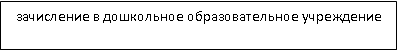 зачисление в дошкольное образовательное учреждение